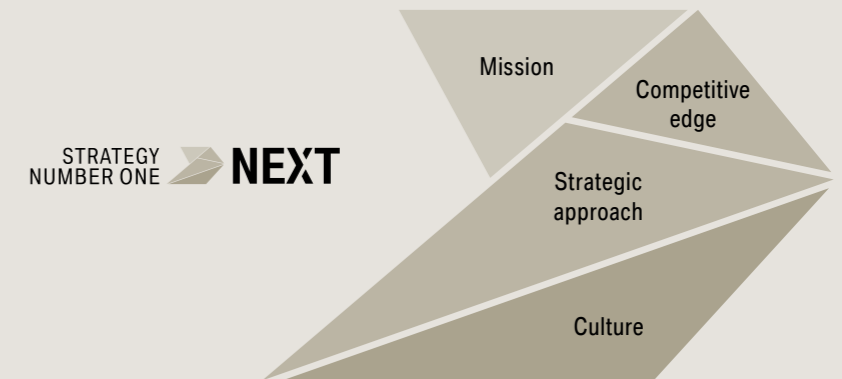 STRATEGY
NUMBER ONE
NEXT
Mission
Competitive
edge
Strategic
approach
Culture